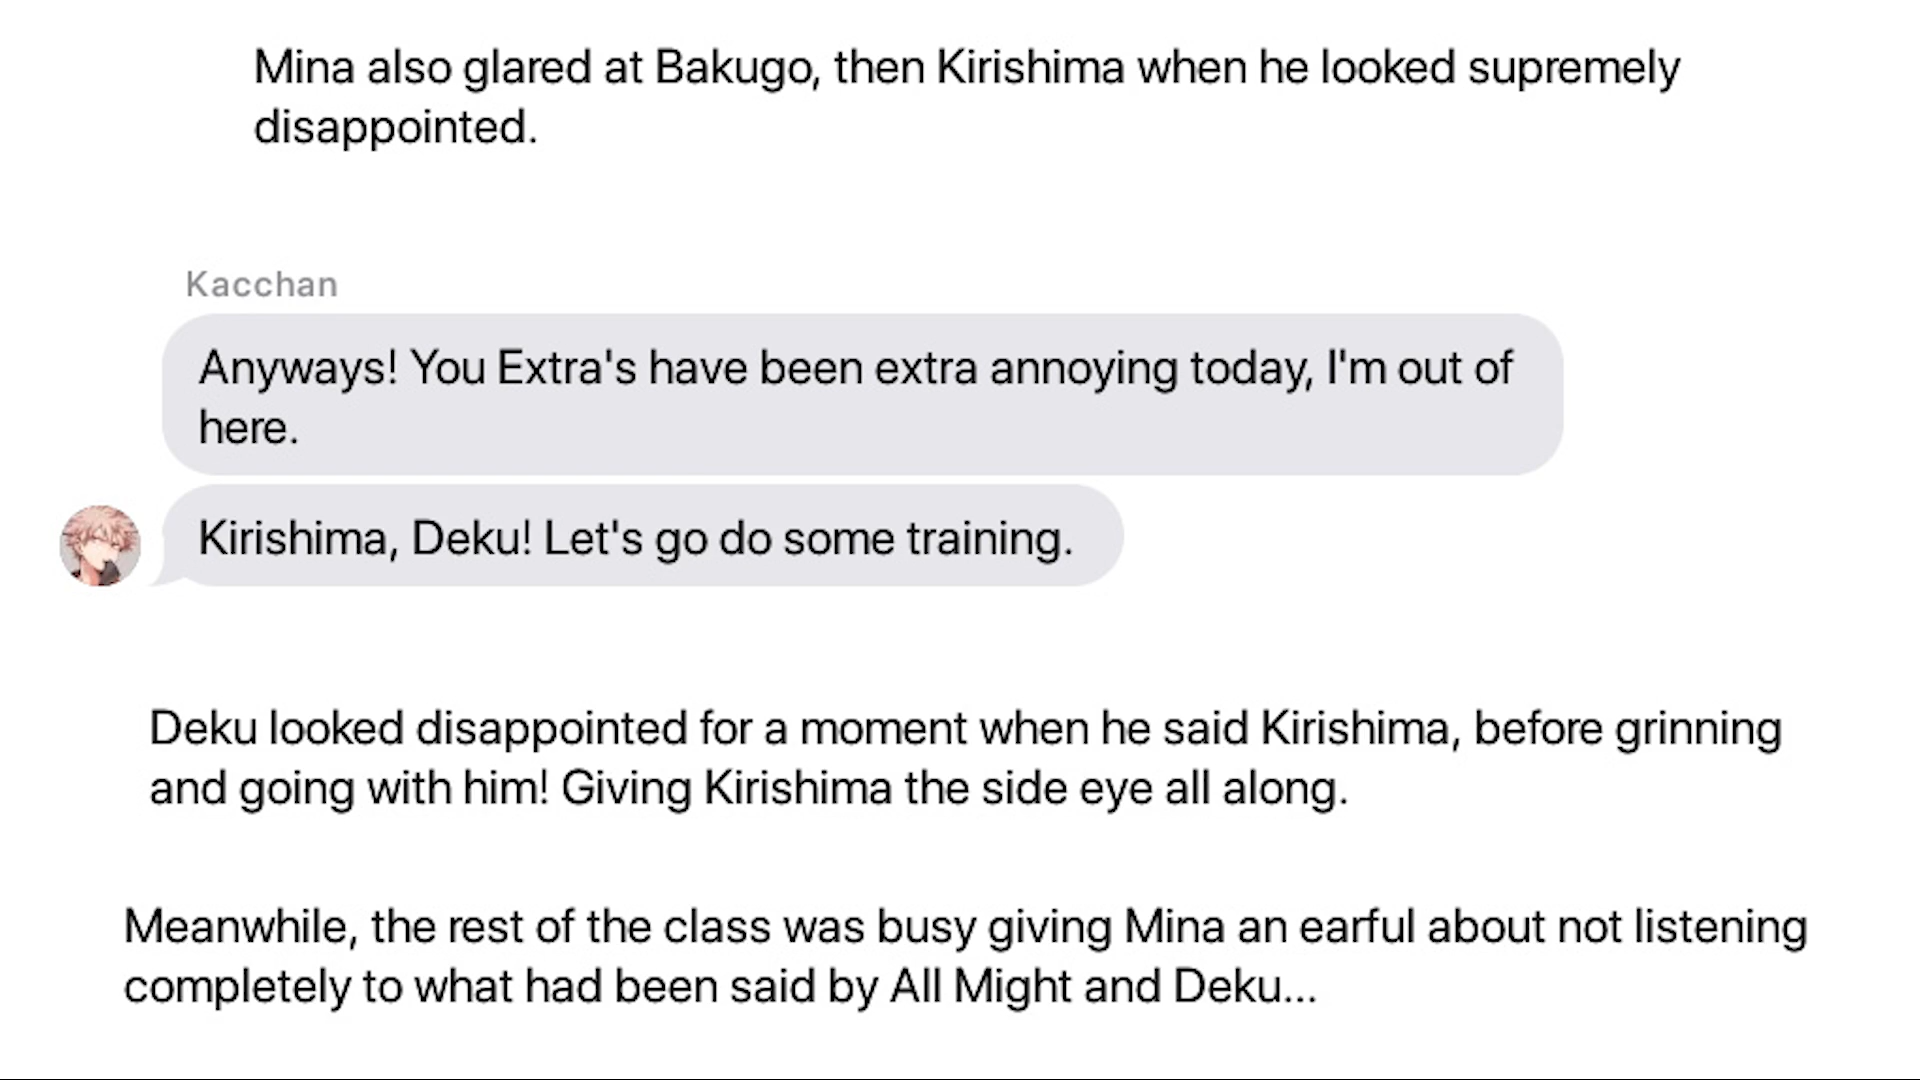 Mina also glared at Bakugo, then Kirishima when he looked supremely
disappointed.
Kacchan
Anyways! You Extra's have been extra annoying today, I'm out of
here.
Kirishima, Deku! Let's go do some training.
Deku looked disappointed for a moment when he said Kirishima, before grinning
and going with him! Giving Kirishima the side eye all along.
Meanwhile, the rest of the class was busy giving Mina an earful about not listening
completely to what had been said by All Might and Deku...